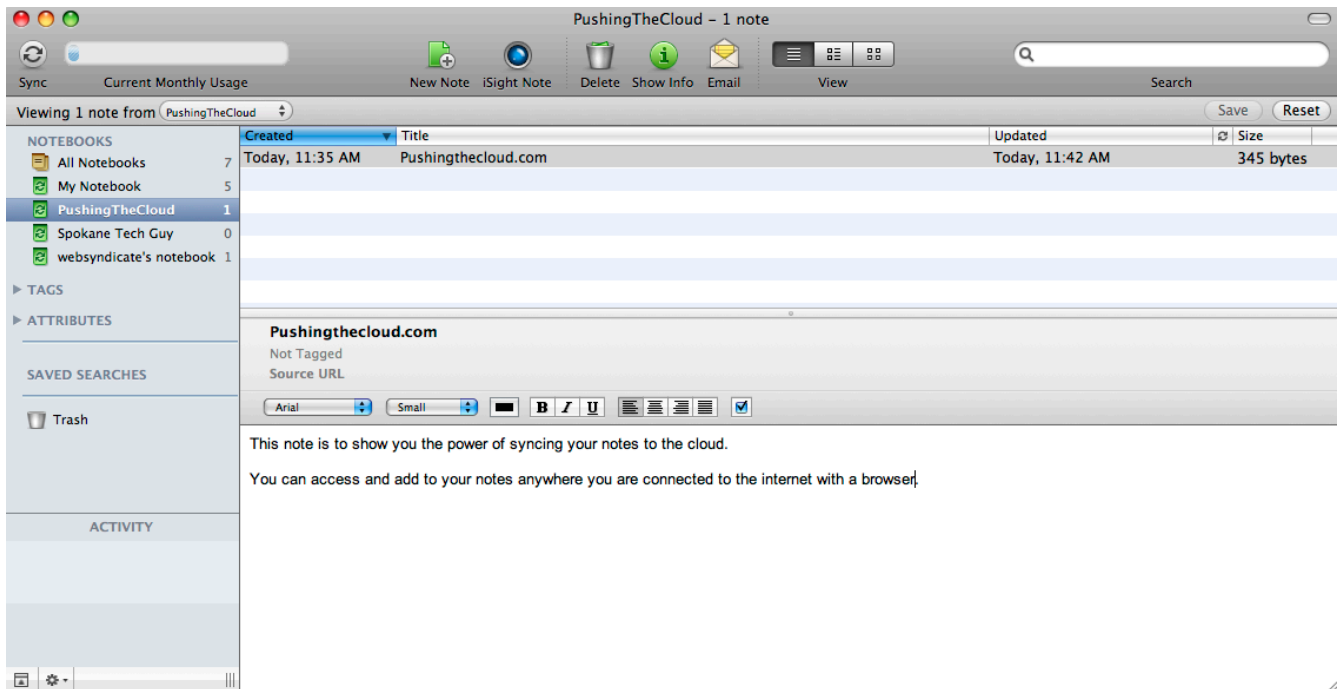 PushingTheCloud – 1 note
Sync Current Monthly Usage New Note iSight Note Delete Show Info Email View Search
Viewing 1 note from PushingTheCloud Save Reset
NOTEBOOKS
All Notebooks 7
My Notebook 5
PushingTheCloud 1
Spokane Tech Guy 0
websyndicate's notebook 1
TAGS
ATTRIBUTES
SAVED SEARCHES
Trash
ACTIVITY
Created Title Updated Size
Today, 11:35 AM Pushingthecloud.com Today, 11:42 AM 345 bytes
Pushingthecloud.com
Not Tagged
Source URL
Arial Small B I U
This note is to show you the power of syncing your notes to the cloud.
You can access and add to your notes anywhere you are connected to the internet with a browser.